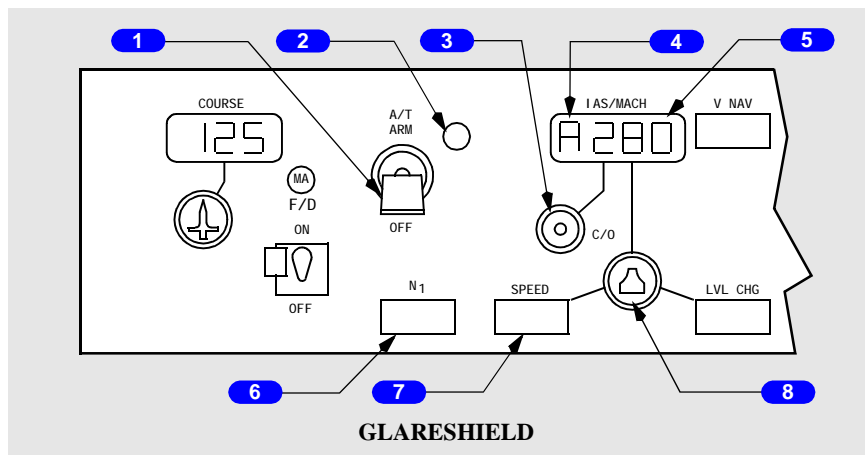 1 2 3 4 5
COURSE
125
MA
F/D
ON
OFF
A/T
ARM
OFF
IAS/MACH
A280
C/O
V NAV
N1
SPEED
LVL CHG
6 7 8
GLARESHIELD